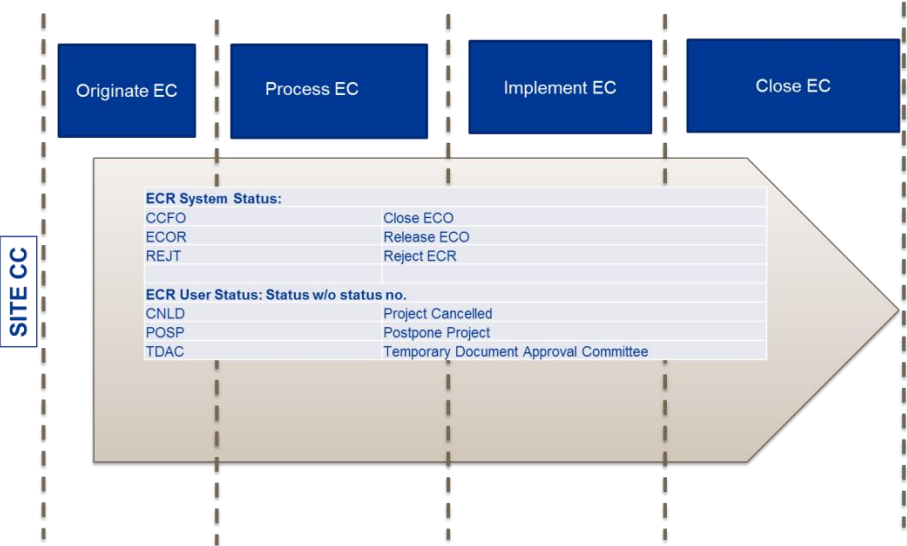 Originate EC
Process EC
Implement EC
Close EC
SITE CC
ECR System Status:
CCFO Close ECO
ECOR Release ECO
REJT Reject ECR
ECR User Status: Status w/o status no.
CNLD Project Cancelled
POSP Postpone Project
TDAC Temporary Document Approval Committee